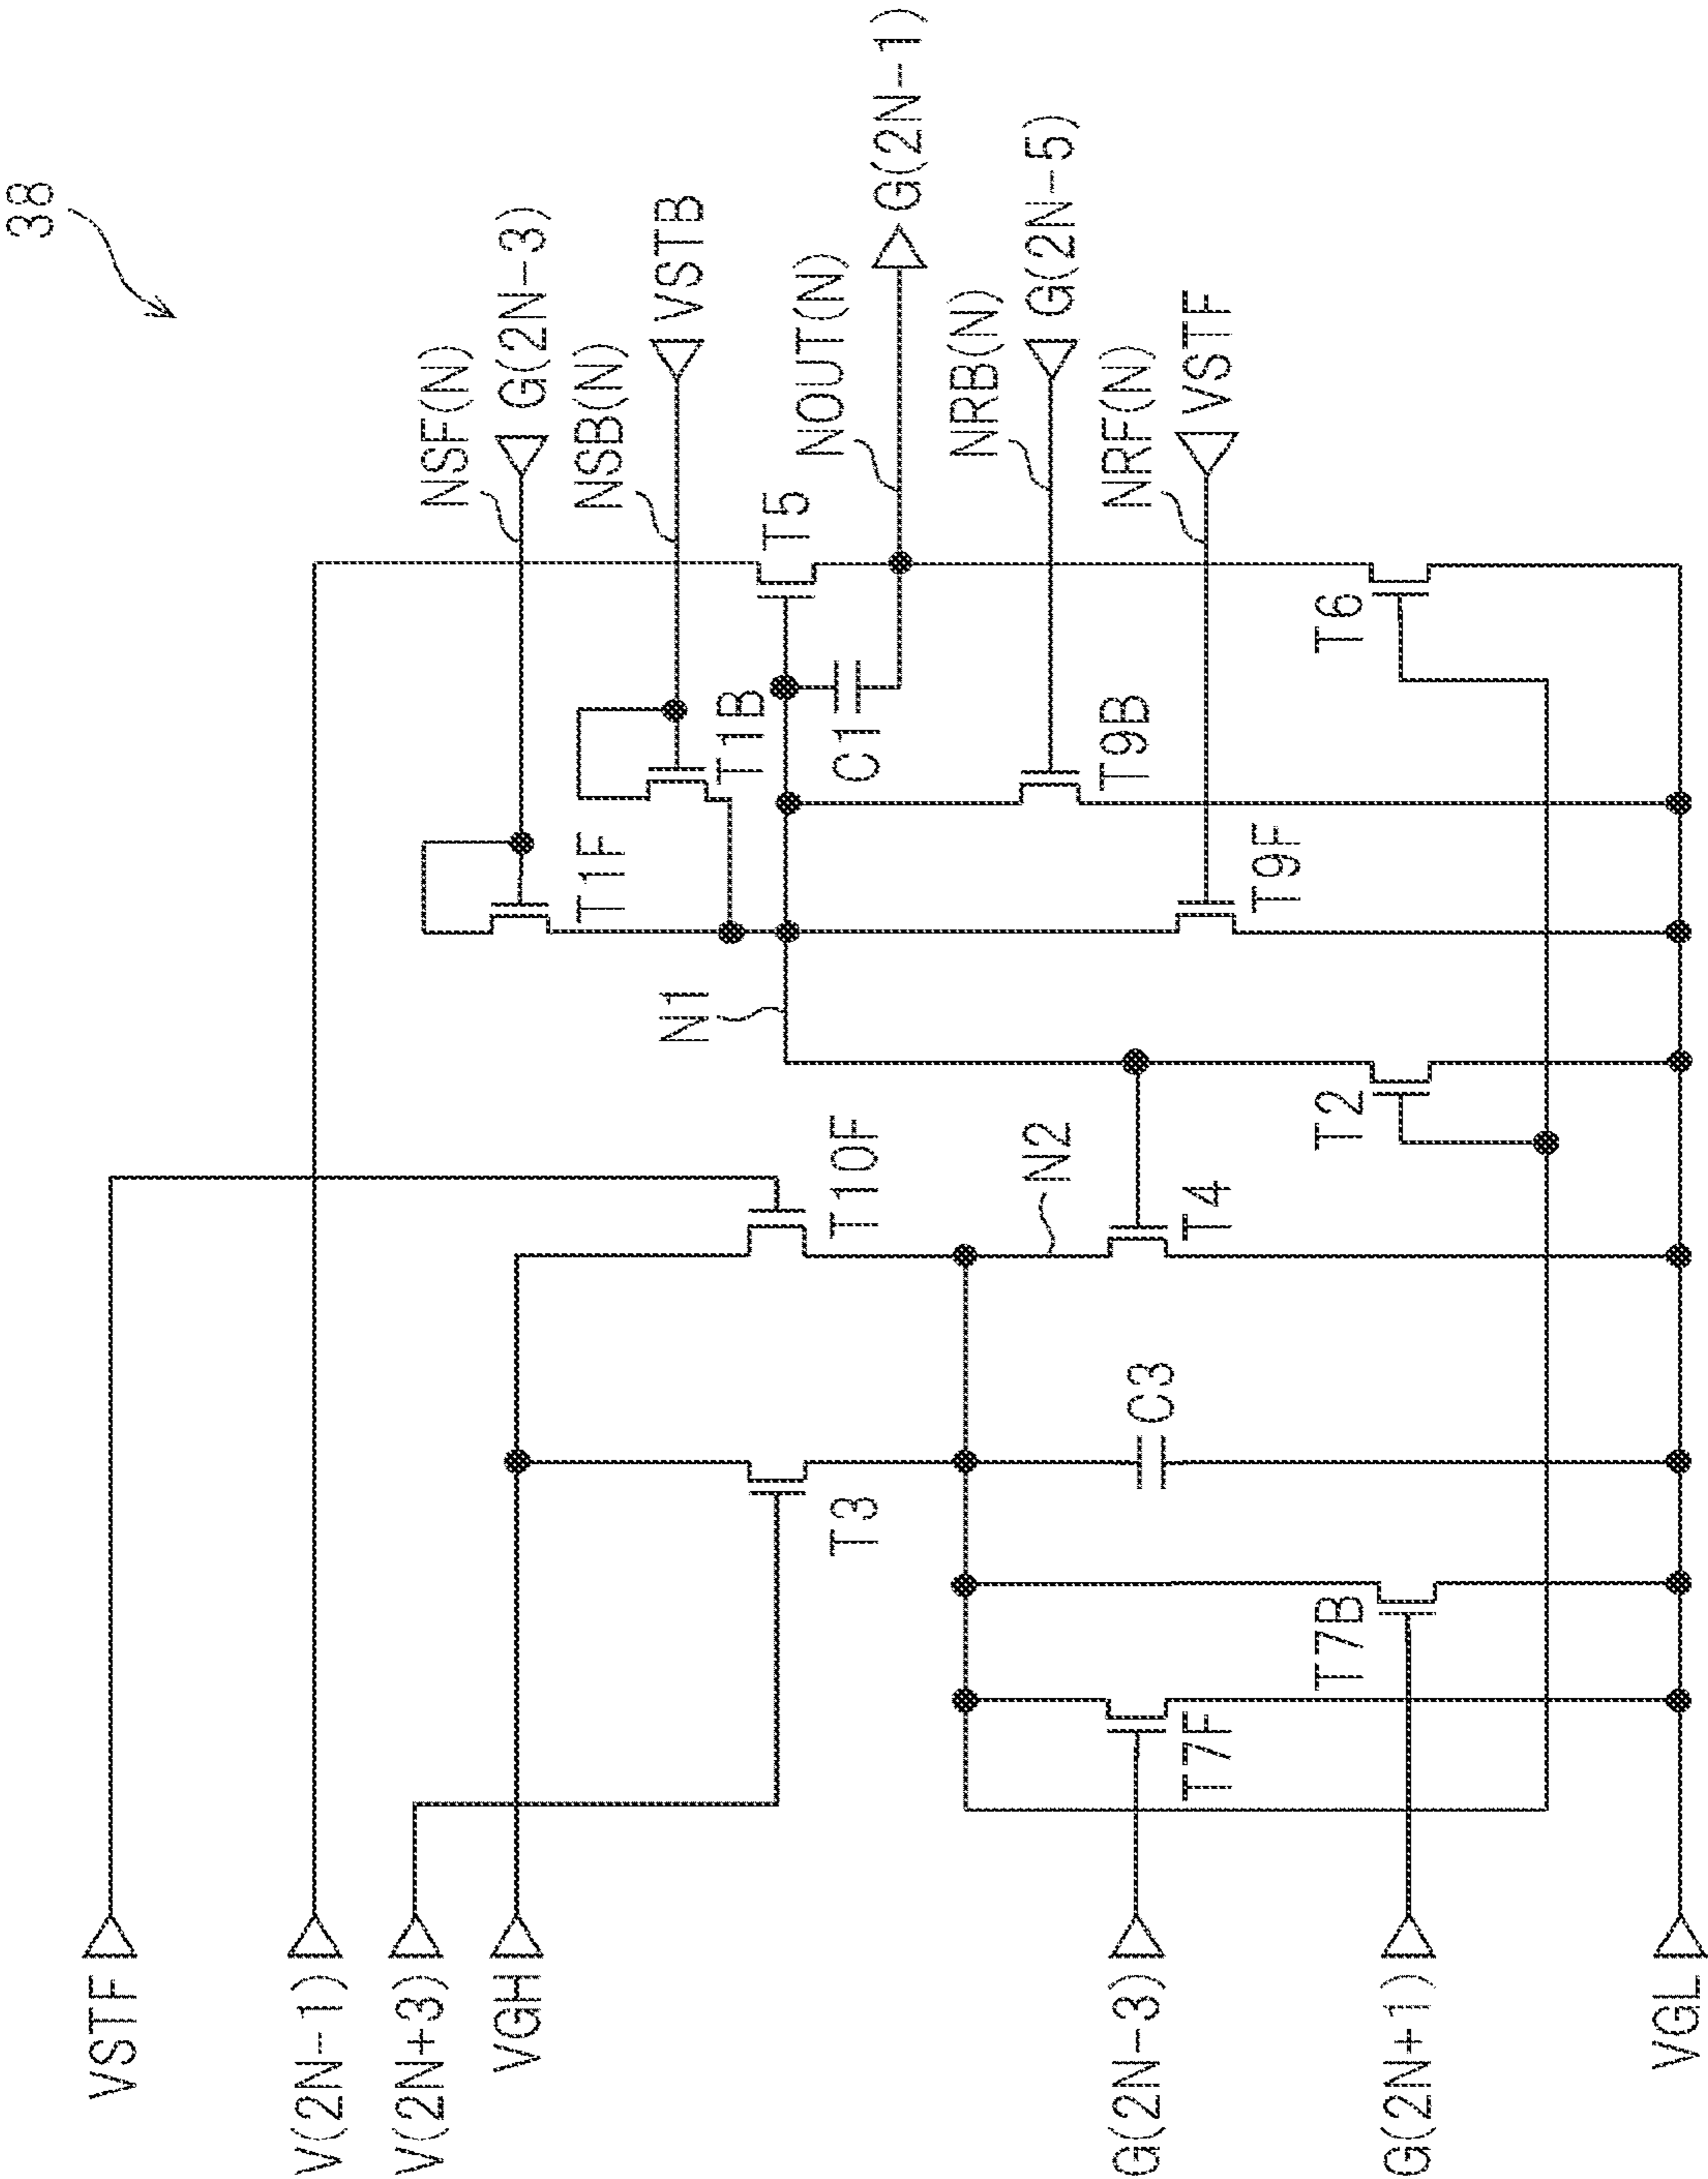 38
VSTF
V(2N-1)
V(2N+3)
VGH
G(2N-3)
G(2N+1)
VGL
NSF(N)
G(2N-3)
NSB(N)
VSTB
NOUT(N)
G(2N-1)
NRB(N)
G(2N-5)
NRF(N)
VSTF
T1F
T1B
T5
C1
T9B
T9F
T6
N1
T10F
N2
T4
T2
T3
C3
T7B
T7F